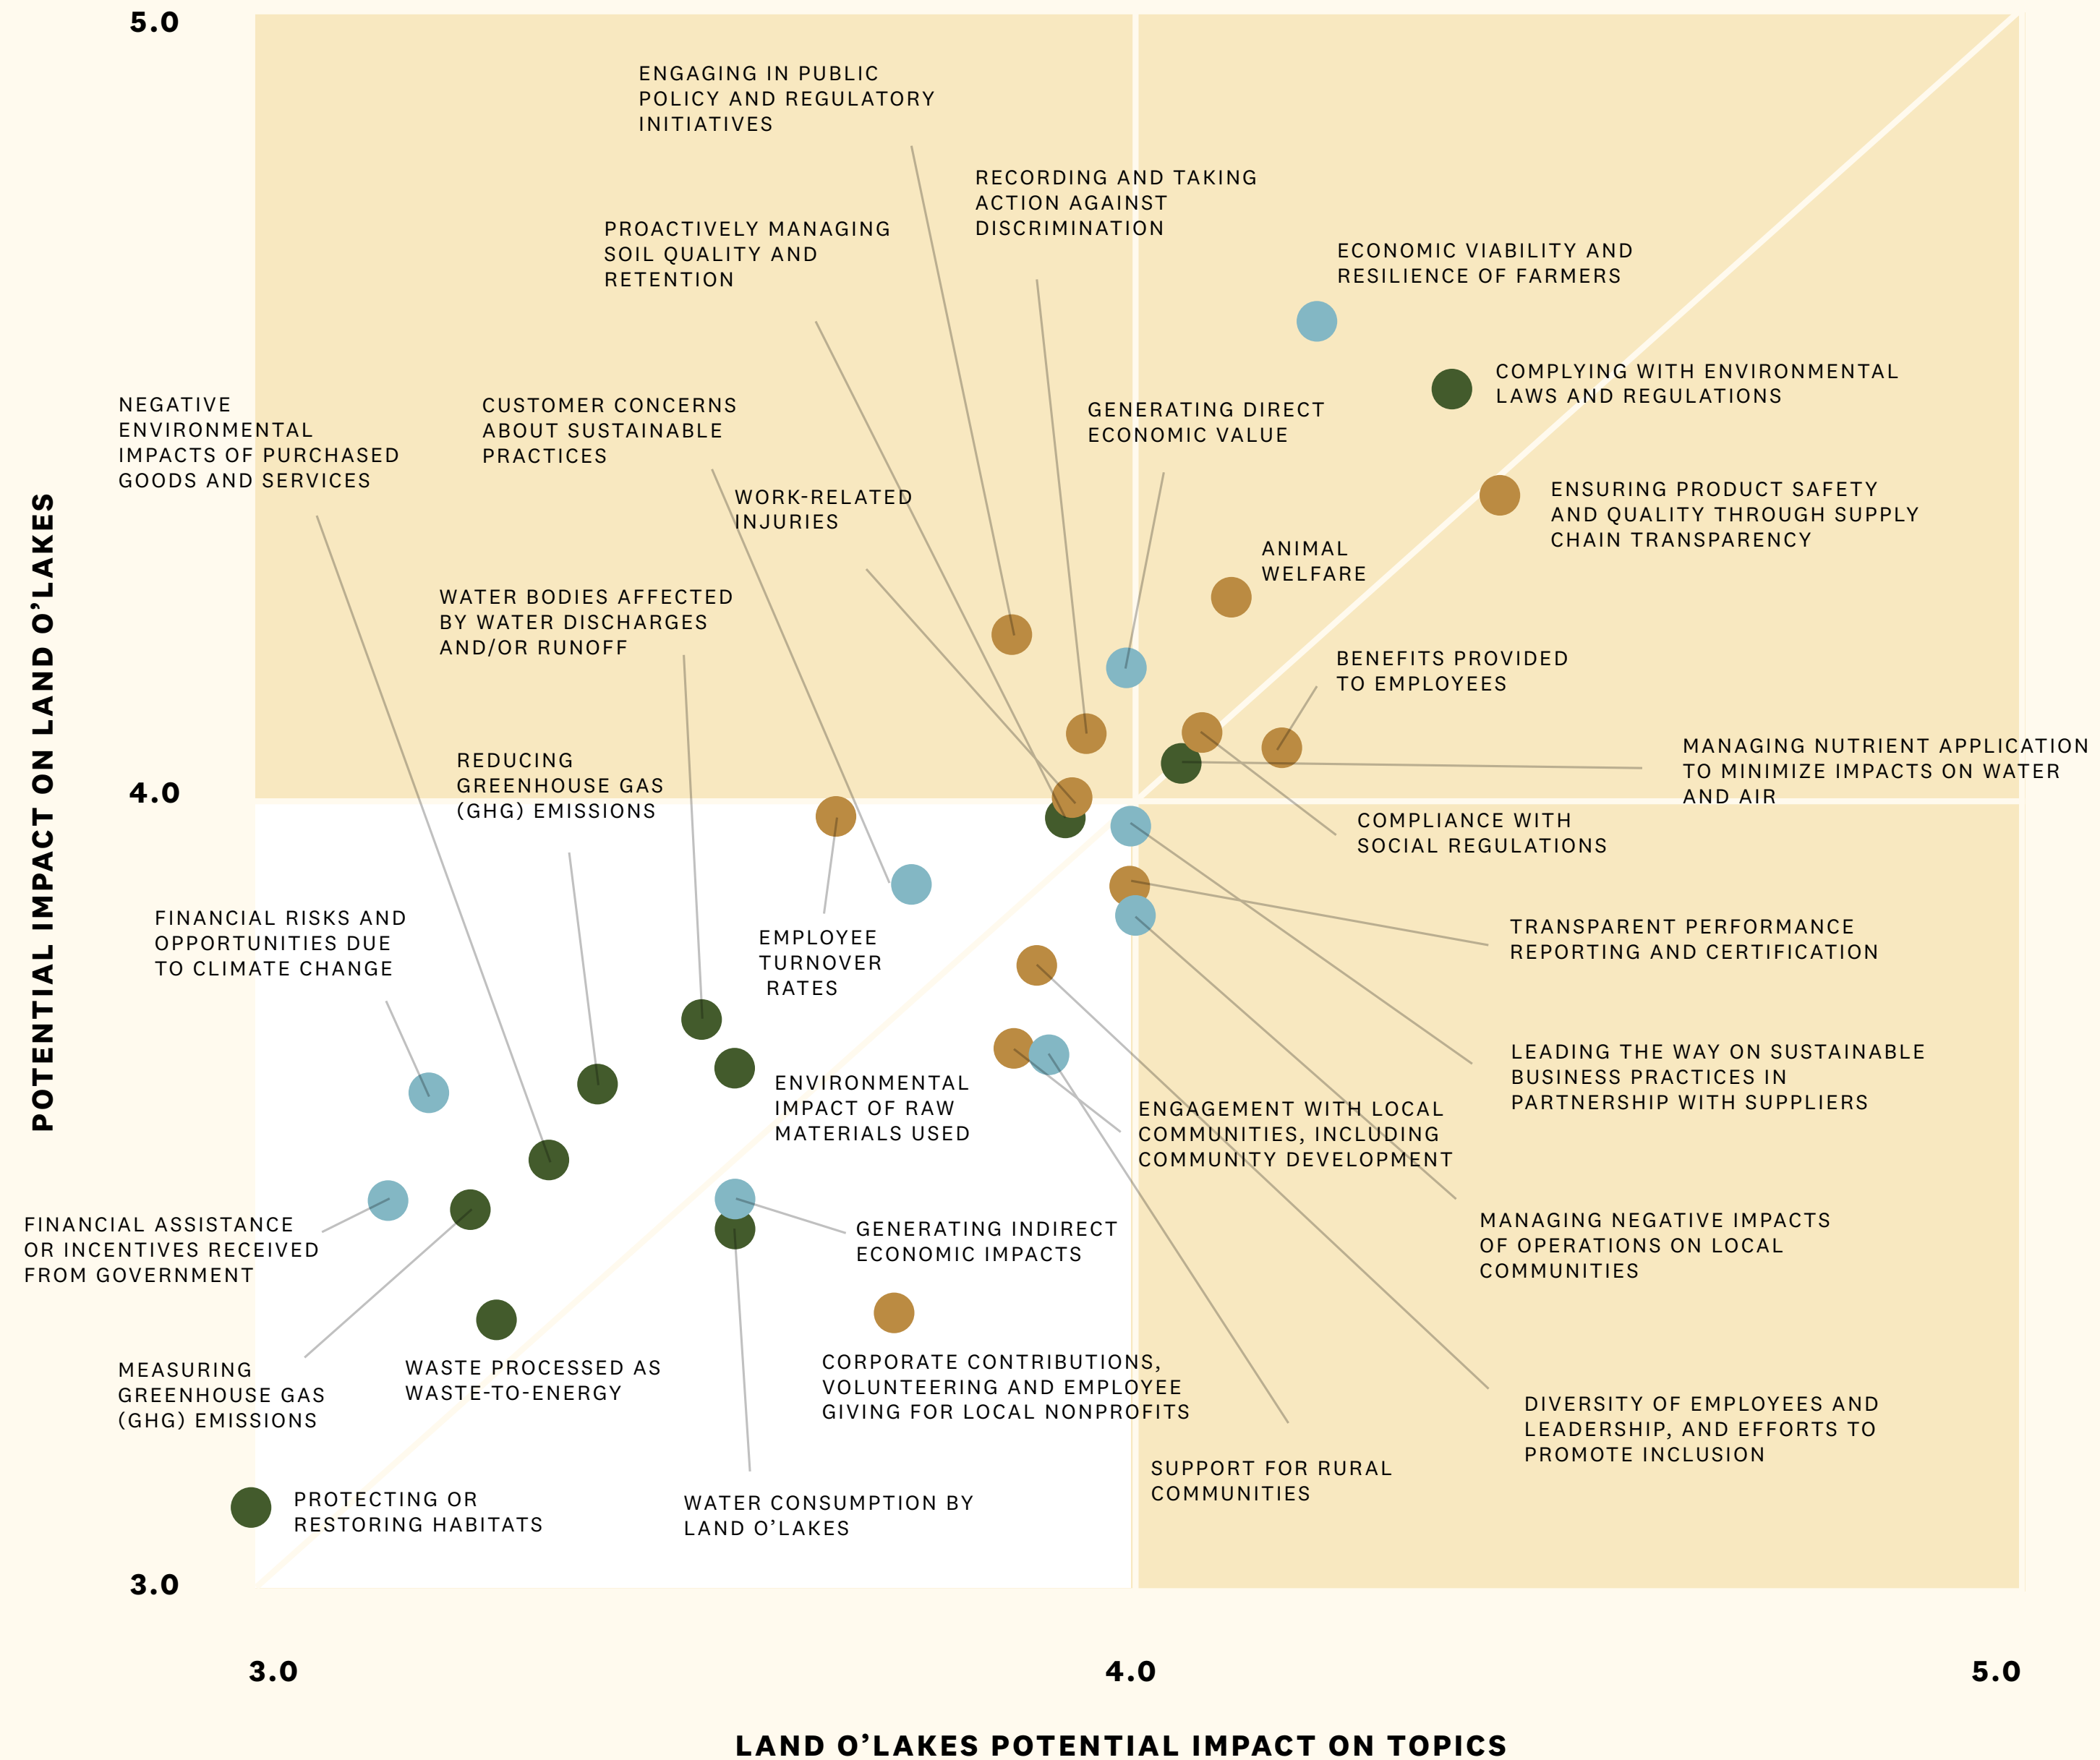 5.0
ENGAGING IN PUBLIC
POLICY AND REGULATORY
INITIATIVES
RECORDING AND TAKING
ACTION AGAINST
DISCRIMINATION
PROACTIVELY MANAGING
SOIL QUALITY AND
RETENTION
ECONOMIC VIABILITY AND
RESILIENCE OF FARMERS
COMPLYING WITH ENVIRONMENTAL
LAWS AND REGULATIONS
NEGATIVE
ENVIRONMENTAL
IMPACTS OF PURCHASED
GOODS AND SERVICES
CUSTOMER CONCERNS
ABOUT SUSTAINABLE
PRACTICES
GENERATING DIRECT
ECONOMIC VALUE
WORK-RELATED
INJURIES
ENSURING PRODUCT SAFETY
AND QUALITY THROUGH SUPPLY
CHAIN TRANSPARENCY
ANIMAL
WELFARE
WATER BODIES AFFECTED
BY WATER DISCHARGES
AND/OR RUNOFF
BENEFITS PROVIDED
TO EMPLOYEES
POTENTIAL IMPACT ON LAND O’LAKES
MANAGING NUTRIENT APPLICATION
TO MINIMIZE IMPACTS ON WATER
AND AIR
REDUCING
GREENHOUSE GAS
(GHG) EMISSIONS
4.0
COMPLIANCE WITH
SOCIAL REGULATIONS
FINANCIAL RISKS AND
OPPORTUNITIES DUE
TO CLIMATE CHANGE
EMPLOYEE
TURNOVER
RATES
TRANSPARENT PERFORMANCE
REPORTING AND CERTIFICATION
LEADING THE WAY ON SUSTAINABLE
BUSINESS PRACTICES IN
PARTNERSHIP WITH SUPPLIERS
ENVIRONMENTAL
IMPACT OF RAW
MATERIALS USED
ENGAGEMENT WITH LOCAL
COMMUNITIES, INCLUDING
COMMUNITY DEVELOPMENT
FINANCIAL ASSISTANCE
OR INCENTIVES RECEIVED
FROM GOVERNMENT
GENERATING INDIRECT
ECONOMIC IMPACTS
MANAGING NEGATIVE IMPACTS
OF OPERATIONS ON LOCAL
COMMUNITIES
MEASURING
GREENHOUSE GAS
(GHG) EMISSIONS
WASTE PROCESSED AS
WASTE-TO-ENERGY
CORPORATE CONTRIBUTIONS,
VOLUNTEERING AND EMPLOYEE
GIVING FOR LOCAL NONPROFITS
DIVERSITY OF EMPLOYEES AND
LEADERSHIP, AND EFFORTS TO
PROMOTE INCLUSION
SUPPORT FOR RURAL
COMMUNITIES
PROTECTING OR
RESTORING HABITATS
WATER CONSUMPTION BY
LAND O’LAKES
3.0
3.0
4.0
5.0
LAND O’LAKES POTENTIAL IMPACT ON TOPICS